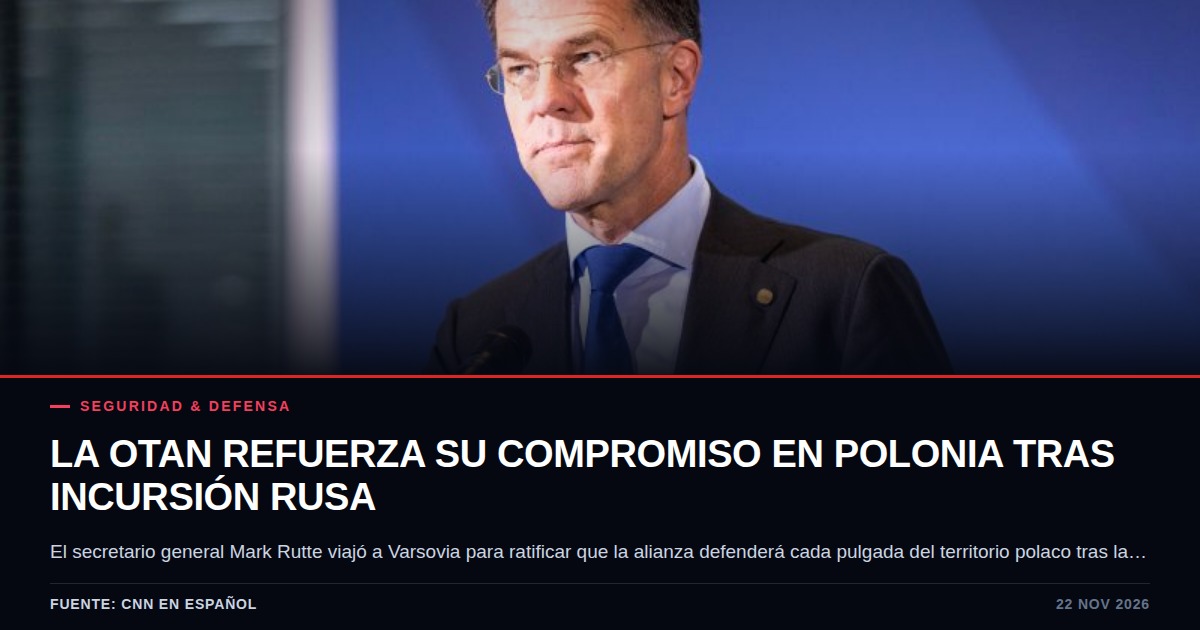 SEGURIDAD & DEFENSA
LA OTAN REFUERZA SU COMPROMISO EN POLONIA TRAS
INCURSIÓN RUSA
El secretario general Mark Rutte viajó a Varsovia para ratificar que la alianza defenderá cada pulgada del territorio polaco tras la…
FUENTE: CNN EN ESPAÑOL
22 NOV 2026